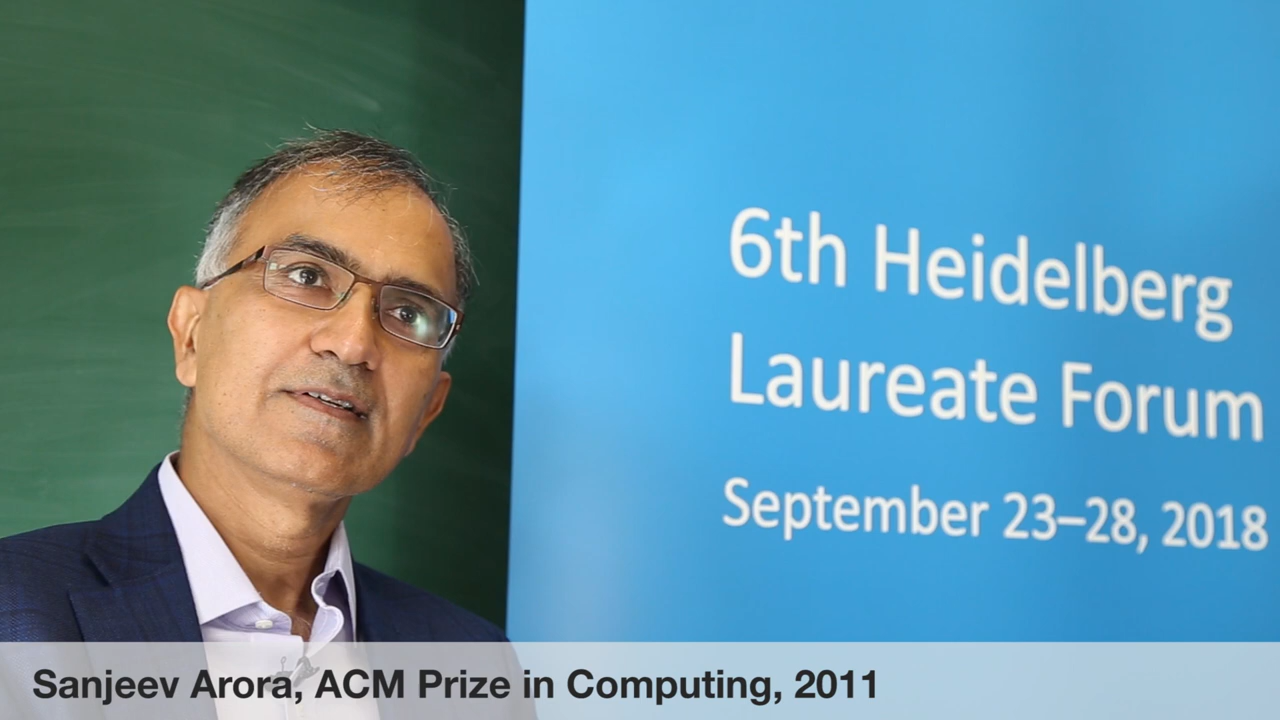 6th Heidelberg
Laureate Forum
September 23–28, 2018
Sanjeev Arora, ACM Prize in Computing, 2011